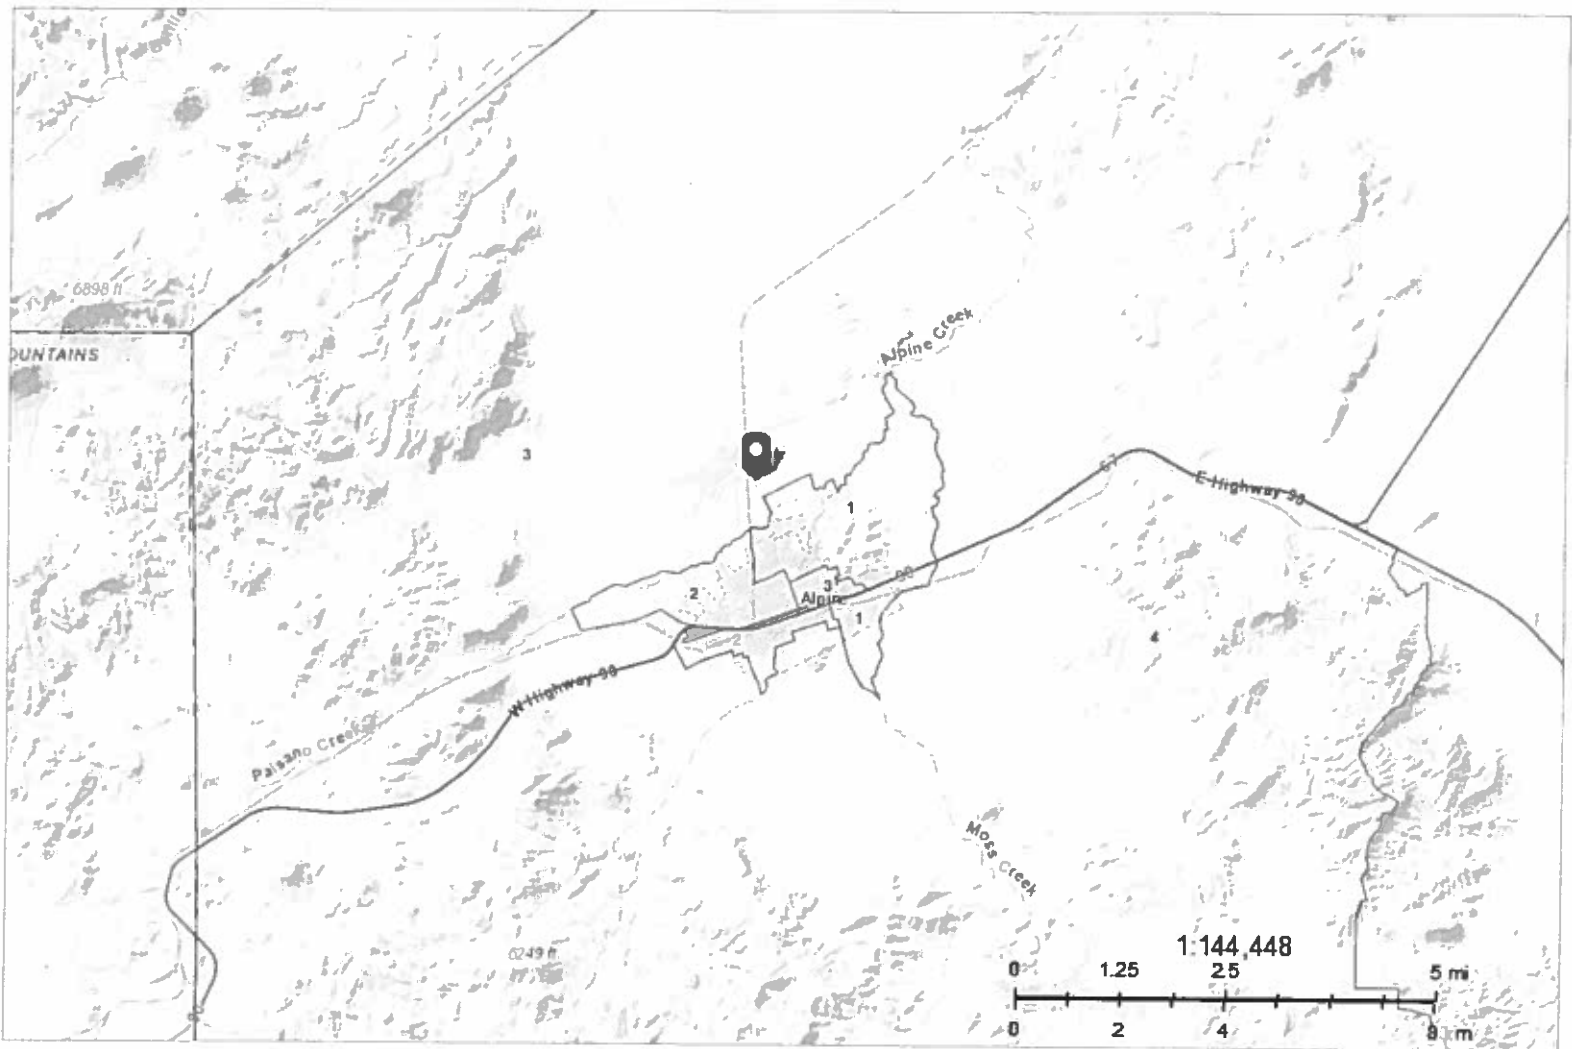 6898 ft
OUNTAINS
Alpine Creek
3
1
67
E Highway 90
2
3
90
Alpine
1
4
W Highway 90
Paisano Creek
Moss Creek
6249 ft
1:144,448
0 1.25 2.5 5 mi
0 2 4 8 km